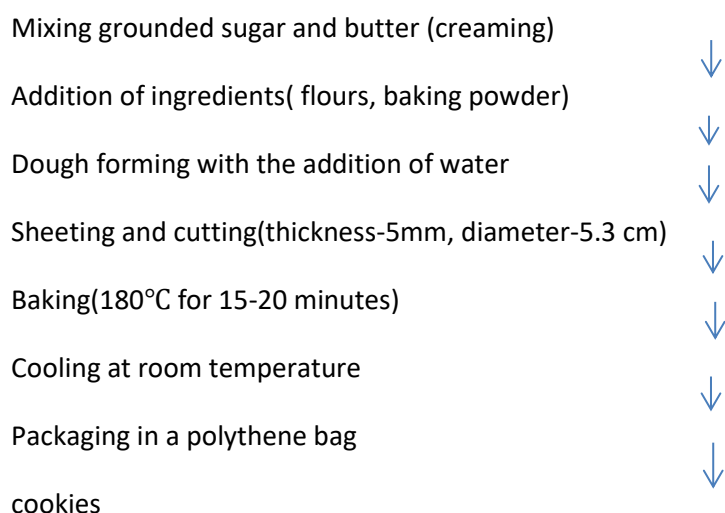 Mixing grounded sugar and butter (creaming)
Addition of ingredients( flours, baking powder)
Dough forming with the addition of water
Sheeting and cutting(thickness-5mm, diameter-5.3 cm)
Baking(180℃ for 15-20 minutes)
Cooling at room temperature
Packaging in a polythene bag
cookies